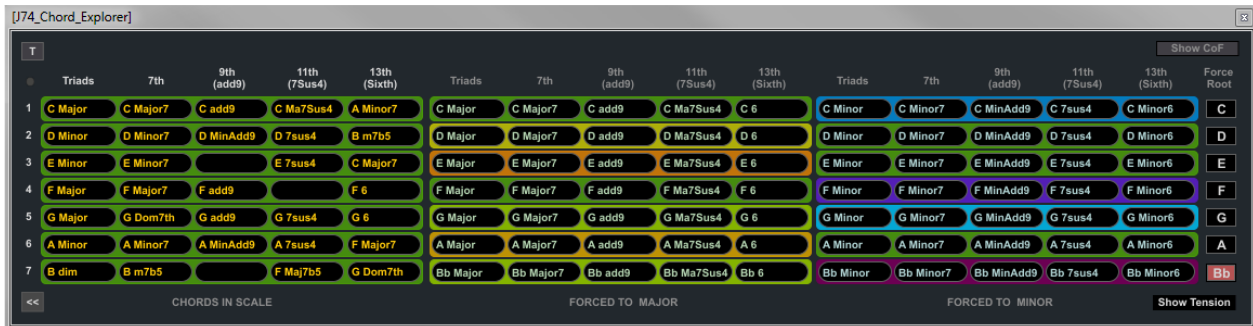 [J74_Chord_Explorer] x
T Show CoF
Triads 7th 9th (add9) 11th (7Sus4) 13th (Sixth) Triads 7th 9th (add9) 11th (7Sus4) 13th (Sixth) Triads 7th 9th (add9) 11th (7Sus4) 13th (Sixth) Force Root
1 C Major C Major7 C add9 C Ma7Sus4 A Minor7 C Major C Major7 C add9 C Ma7Sus4 C 6 C Minor C Minor7 C MinAdd9 C 7sus4 C Minor6 C
2 D Minor D Minor7 D MinAdd9 D 7sus4 B m7b5 D Major D Major7 D add9 D Ma7Sus4 D 6 D Minor D Minor7 D MinAdd9 D 7sus4 D Minor6 D
3 E Minor E Minor7 E 7sus4 C Major7 E Major E Major7 E add9 E Ma7Sus4 E 6 E Minor E Minor7 E MinAdd9 E 7sus4 E Minor6 E
4 F Major F Major7 F add9 F 6 F Major F Major7 F add9 F Ma7Sus4 F 6 F Minor F Minor7 F MinAdd9 F 7sus4 F Minor6 F
5 G Major G Dom7th G add9 G 7sus4 G 6 G Major G Major7 G add9 G Ma7Sus4 G 6 G Minor G Minor7 G MinAdd9 G 7sus4 G Minor6 G
6 A Minor A Minor7 A MinAdd9 A 7sus4 F Major7 A Major A Major7 A add9 A Ma7Sus4 A 6 A Minor A Minor7 A MinAdd9 A 7sus4 A Minor6 A
7 B dim B m7b5 F Maj7b5 G Dom7th Bb Major Bb Major7 Bb add9 Bb Ma7Sus4 Bb 6 Bb Minor Bb Minor7 Bb MinAdd9 Bb 7sus4 Bb Minor6 Bb
<< CHORDS IN SCALE FORCED TO MAJOR FORCED TO MINOR Show Tension